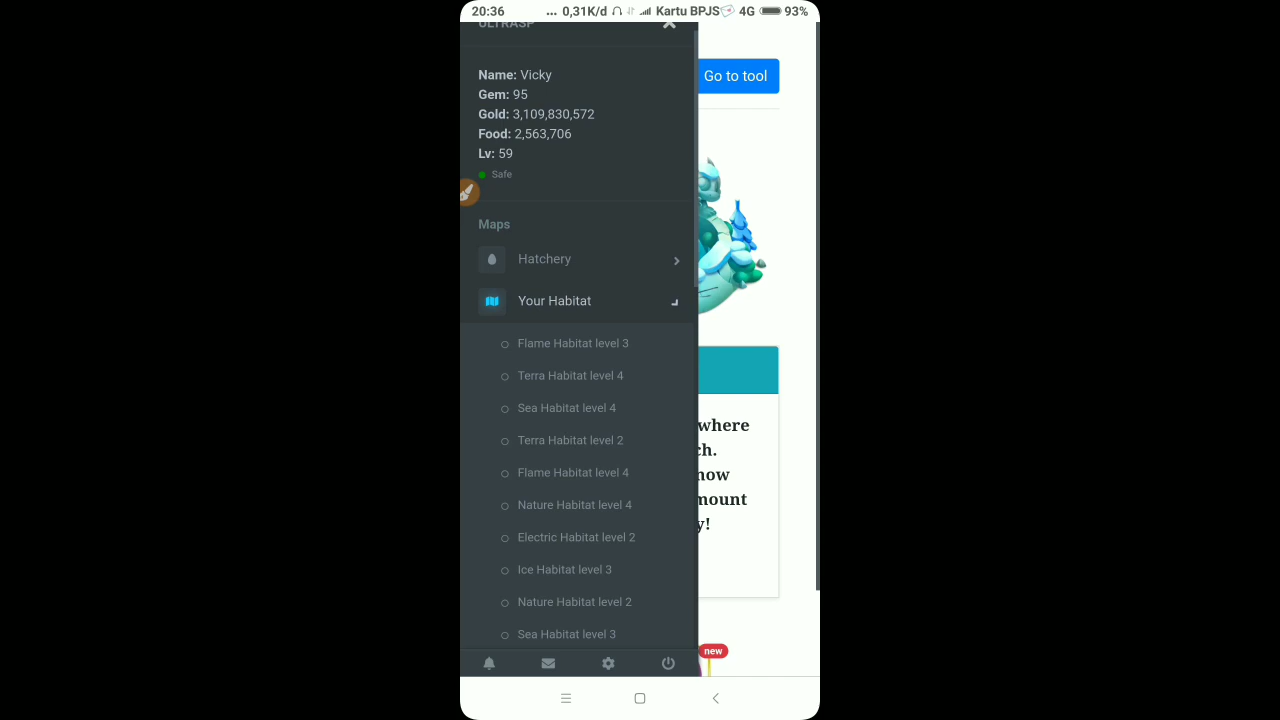 20:36 ... 0,31K/d Kartu BPJS 4G 93%
ULTRASP
Go to tool
Name: Vicky
Gem: 95
Gold: 3,109,830,572
Food: 2,563,706
Lv: 59
Safe
Maps
Hatchery
Your Habitat
Flame Habitat level 3
Terra Habitat level 4
where
Sea Habitat level 4
ch.
Terra Habitat level 2
now
Flame Habitat level 4
mount
Nature Habitat level 4
y!
Electric Habitat level 2
Ice Habitat level 3
Nature Habitat level 2
Sea Habitat level 3
new